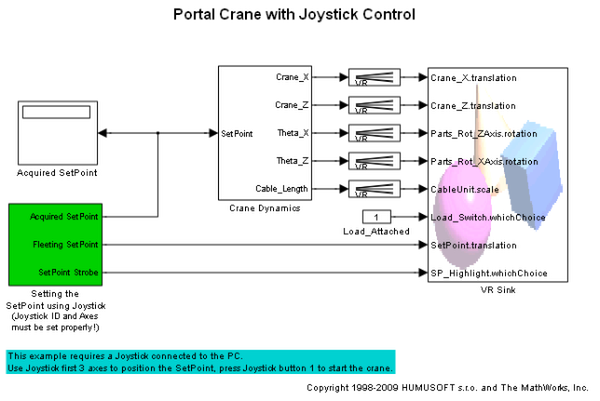 Portal Crane with Joystick Control
Acquired SetPoint
SetPoint
Crane_X
Crane_Z
Theta_X
Theta_Z
Cable_Length
Crane Dynamics
VR
VR
VR
VR
VR
1
Load_Attached
Crane_X.translation
Crane_Z.translation
Parts_Rot_ZAxis.rotation
Parts_Rot_XAxis.rotation
CableUnit.scale
Load_Switch.whichChoice
SetPoint.translation
SP_Highlight.whichChoice
VR Sink
Acquired SetPoint
Fleeting SetPoint
SetPoint Strobe
Setting the
SetPoint using Joystick
(Joystick ID and Axes
must be set properly!)
This example requires a Joystick connected to the PC.
Use Joystick first 3 axes to position the SetPoint, press Joystick button 1 to start the crane.
Copyright 1998-2009 HUMUSOFT s.r.o. and The MathWorks, Inc.